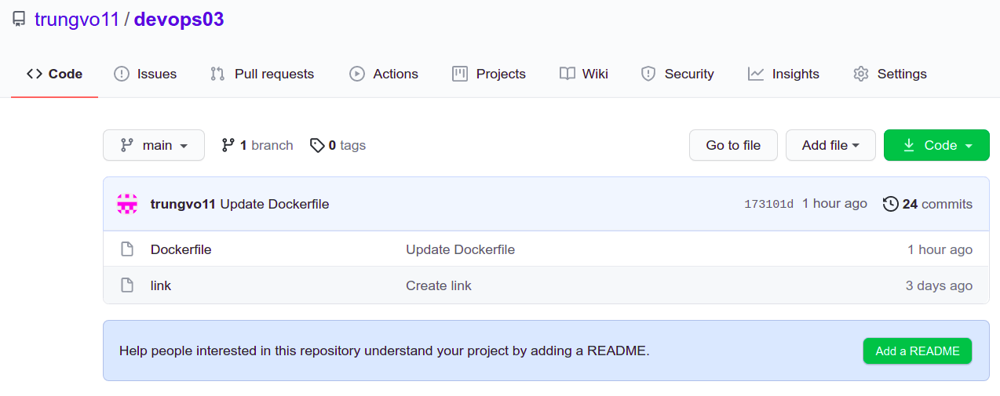 trungvo11 / devops03
Code Issues Pull requests Actions Projects Wiki Security Insights Settings
main 1 branch 0 tags Go to file Add file Code
trungvo11 Update Dockerfile 173101d 1 hour ago 24 commits
Dockerfile Update Dockerfile 1 hour ago
link Create link 3 days ago
Help people interested in this repository understand your project by adding a README. Add a README